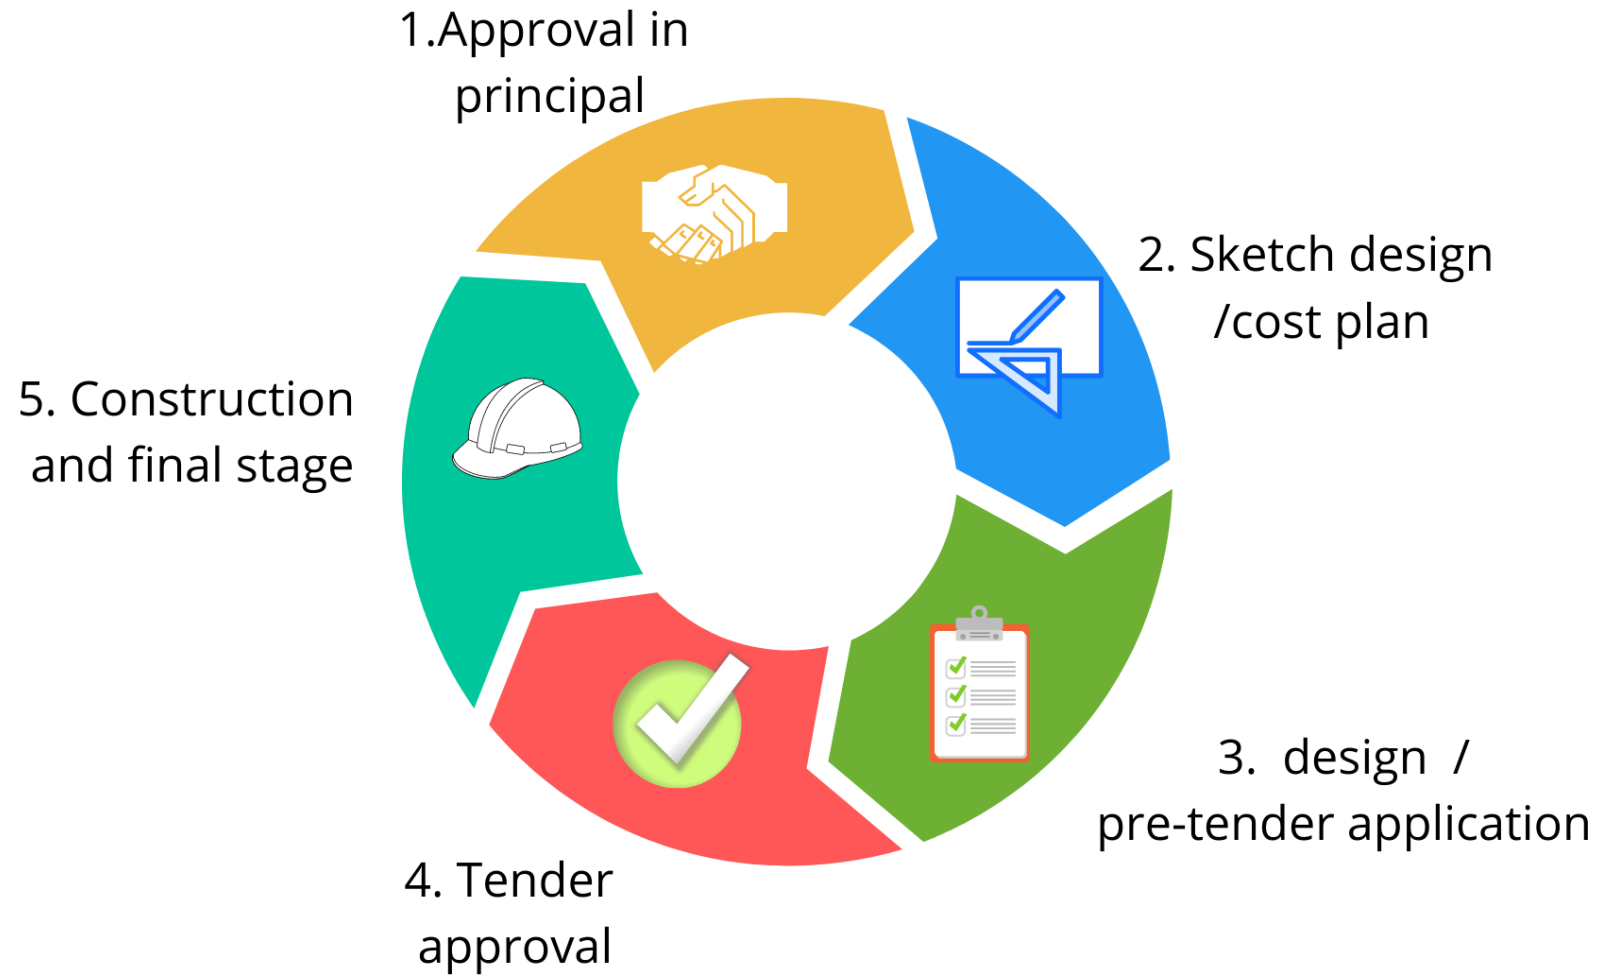 1.Approval in
principal
2. Sketch design
/cost plan
3. design /
pre-tender application
4. Tender
approval
5. Construction
and final stage